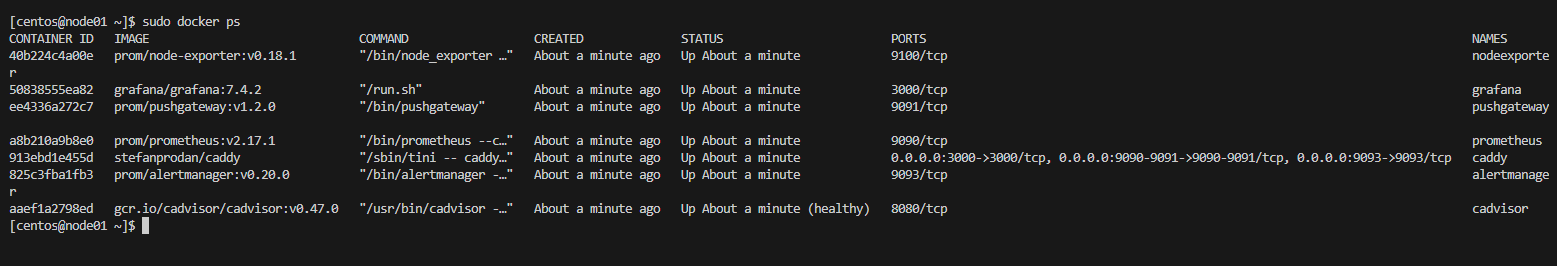 [centos@node01 ~]$ sudo docker ps
CONTAINER ID   IMAGE                             COMMAND                  CREATED              STATUS                        PORTS                                                                              NAMES
40b224c4a00e   prom/node-exporter:v0.18.1        "/bin/node_exporter …"   About a minute ago   Up About a minute             9100/tcp                                                                           nodeexporte
r
50838555ea82   grafana/grafana:7.4.2             "/run.sh"                About a minute ago   Up About a minute             3000/tcp                                                                           grafana
ee4336a272c7   prom/pushgateway:v1.2.0           "/bin/pushgateway"       About a minute ago   Up About a minute             9091/tcp                                                                           pushgateway
a8b210a9b8e0   prom/prometheus:v2.17.1           "/bin/prometheus --c…"   About a minute ago   Up About a minute             9090/tcp                                                                           prometheus
913ebd1e455d   stefanprodan/caddy                "/sbin/tini -- caddy…"   About a minute ago   Up About a minute             0.0.0.0:3000->3000/tcp, 0.0.0.0:9090-9091->9090-9091/tcp, 0.0.0.0:9093->9093/tcp   caddy
825c3fba1fb3   prom/alertmanager:v0.20.0         "/bin/alertmanager -…"   About a minute ago   Up About a minute             9093/tcp                                                                           alertmanage
r
aaef1a2798ed   gcr.io/cadvisor/cadvisor:v0.47.0   "/usr/bin/cadvisor -…"   About a minute ago   Up About a minute (healthy)   8080/tcp                                                                           cadvisor
[centos@node01 ~]$